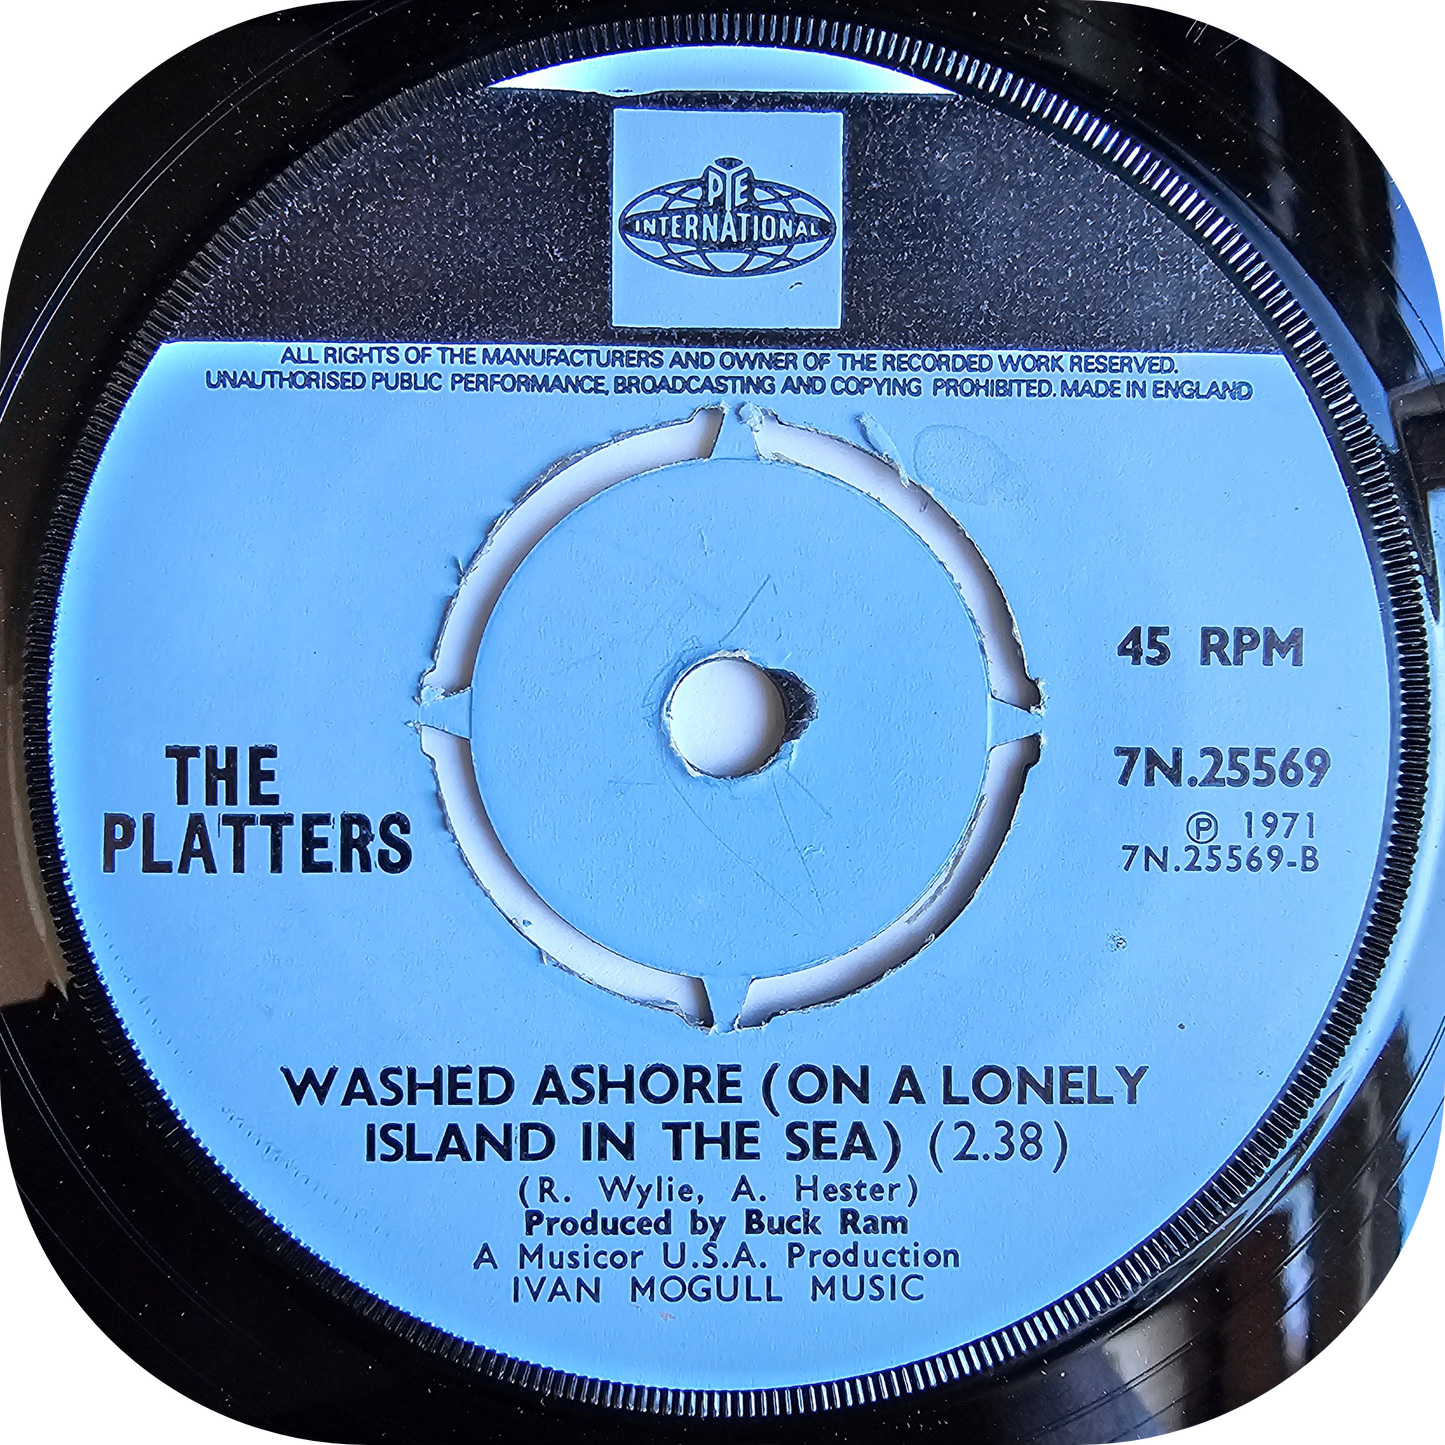 PYE
INTERNATIONAL
ALL RIGHTS OF THE MANUFACTURERS AND OWNER OF THE RECORDED WORK RESERVED.
UNAUTHORISED PUBLIC PERFORMANCE, BROADCASTING AND COPYING PROHIBITED. MADE IN ENGLAND
45 RPM
7N.25569
Ⓟ 1971
7N.25569-B
THE
PLATTERS
WASHED ASHORE (ON A LONELY
ISLAND IN THE SEA) (2.38)
(R. Wylie, A. Hester)
Produced by Buck Ram
A Musicor U.S.A. Production
IVAN MOGULL MUSIC